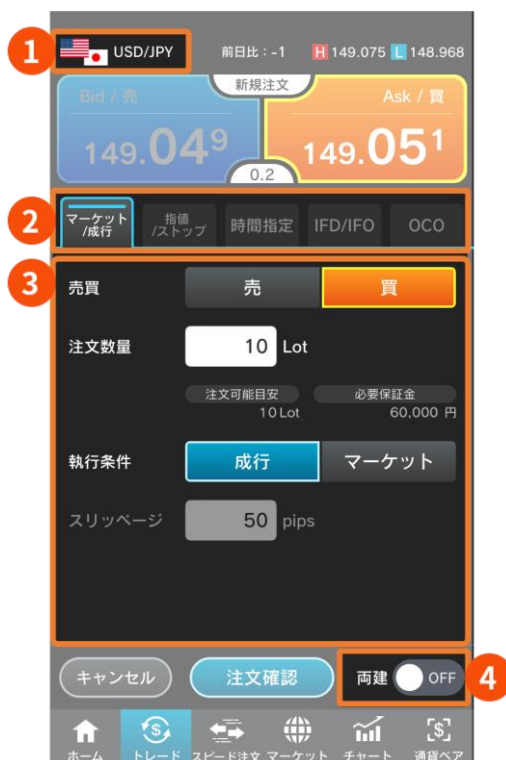 1 USD/JPY 前日比：-1 H 149.075 L 148.968
新規注文
Bid / 売 Ask / 買
149.049 149.051
0.2
2 マーケット/成行 指値/ストップ 時間指定 IFD/IFO OCO
3
売買 売 買
注文数量 10 Lot
注文可能目安 必要保証金
10 Lot 60,000 円
執行条件 成行 マーケット
スリッページ 50 pips
キャンセル 注文確認 両建 OFF 4
ホーム トレード スピード注文 マーケット チャート 通貨ペア